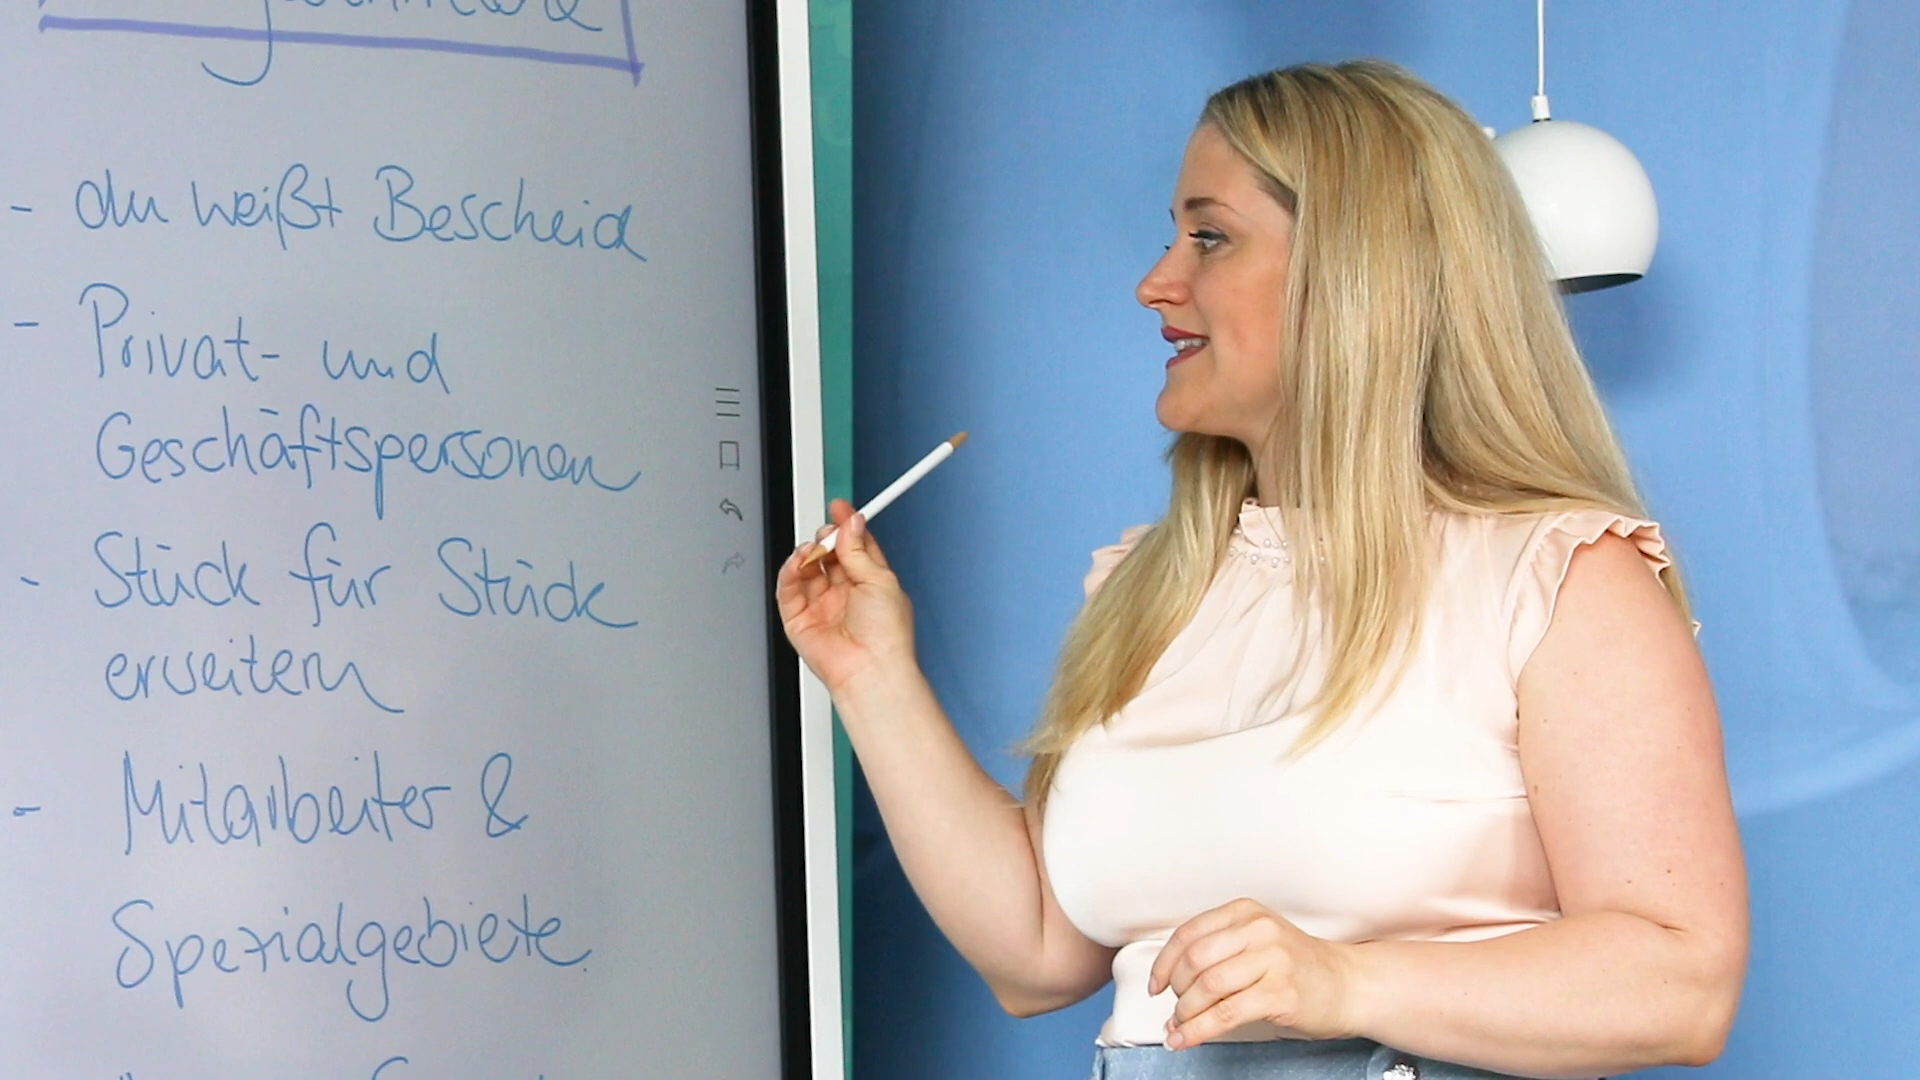 - du weißt Bescheid
- Privat- und
Geschäftspersonen
- Stück für Stück
erweitern
- Mitarbeiter &
Spezialgebiete